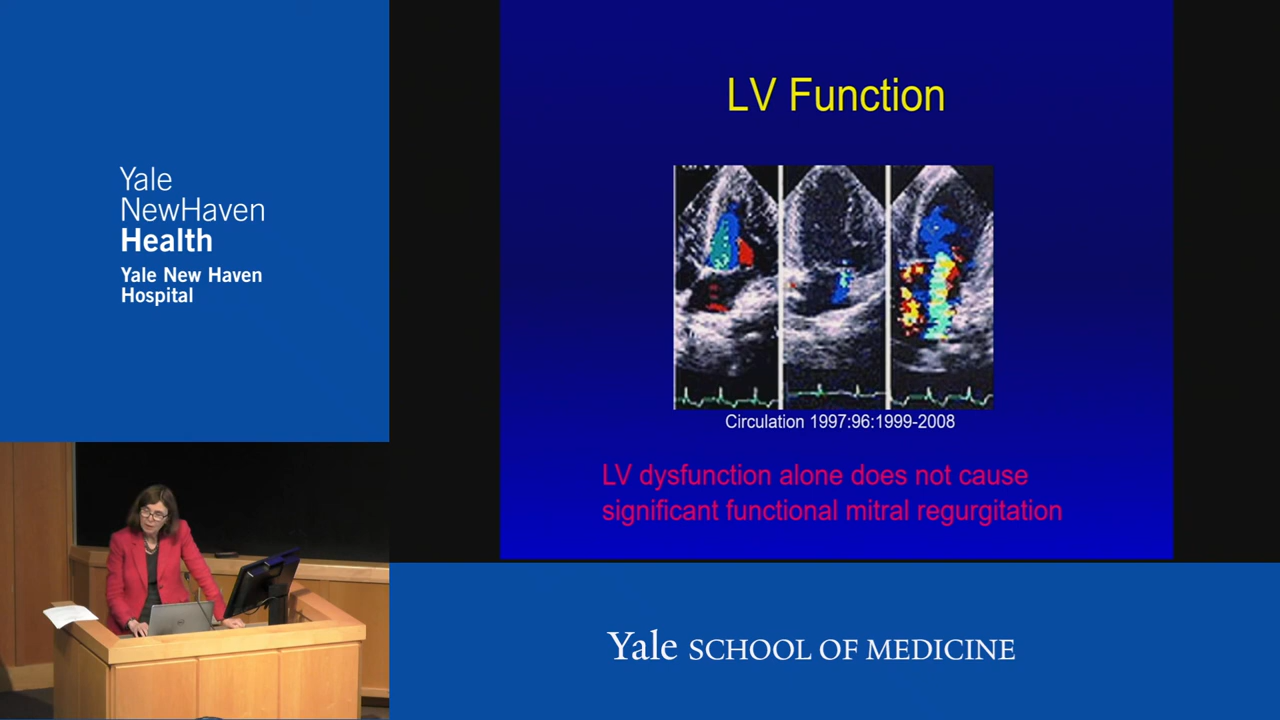 Yale
NewHaven
Health
Yale New Haven
Hospital
LV Function
Circulation 1997:96:1999-2008
LV dysfunction alone does not cause
significant functional mitral regurgitation
Yale SCHOOL OF MEDICINE